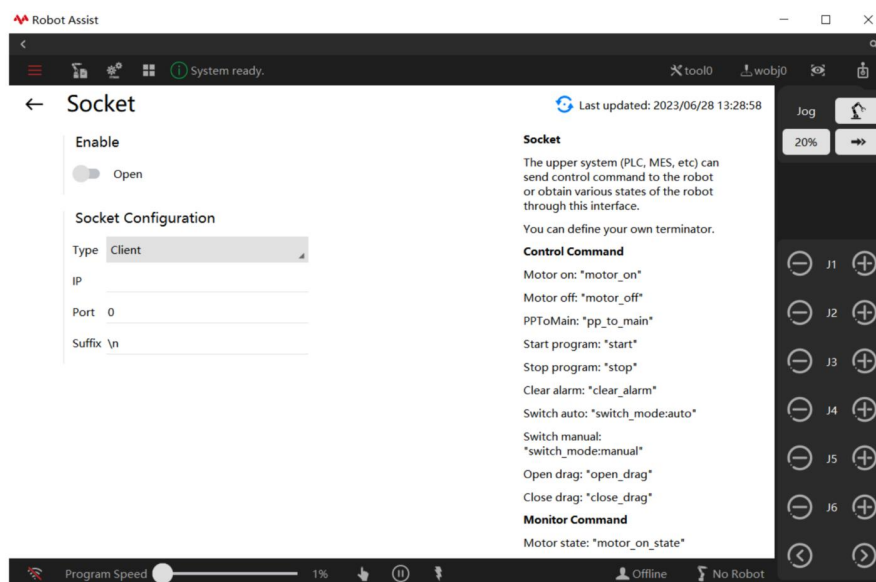 Robot Assist
System ready.
tool0
wobj0
Socket
Last updated: 2023/06/28 13:28:58
Jog
20%
Enable
Open
Socket Configuration
Type Client
IP
Port 0
Suffix \n
Socket
The upper system (PLC, MES, etc) can
send control command to the robot
or obtain various states of the robot
through this interface.
You can define your own terminator.
Control Command
Motor on: "motor_on"
Motor off: "motor_off"
PPToMain: "pp_to_main"
Start program: "start"
Stop program: "stop"
Clear alarm: "clear_alarm"
Switch auto: "switch_mode:auto"
Switch manual:
"switch_mode:manual"
Open drag: "open_drag"
Close drag: "close_drag"
Monitor Command
Motor state: "motor_on_state"
J1
J2
J3
J4
J5
J6
Program Speed
1%
Offline
No Robot